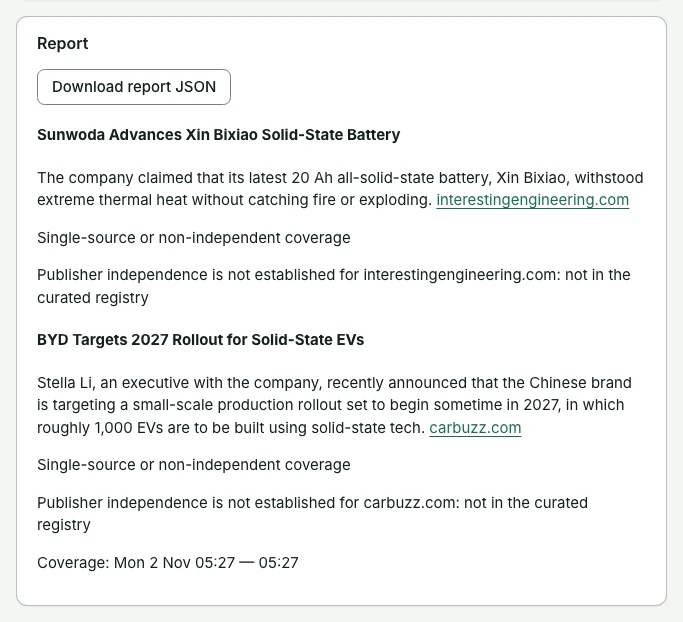 Report
Download report JSON
Sunwoda Advances Xin Bixiao Solid-State Battery
The company claimed that its latest 20 Ah all-solid-state battery, Xin Bixiao, withstood
extreme thermal heat without catching fire or exploding. interestingengineering.com
Single-source or non-independent coverage
Publisher independence is not established for interestingengineering.com: not in the
curated registry
BYD Targets 2027 Rollout for Solid-State EVs
Stella Li, an executive with the company, recently announced that the Chinese brand
is targeting a small-scale production rollout set to begin sometime in 2027, in which
roughly 1,000 EVs are to be built using solid-state tech. carbuzz.com
Single-source or non-independent coverage
Publisher independence is not established for carbuzz.com: not in the curated
registry
Coverage: Mon 2 Nov 05:27 — 05:27